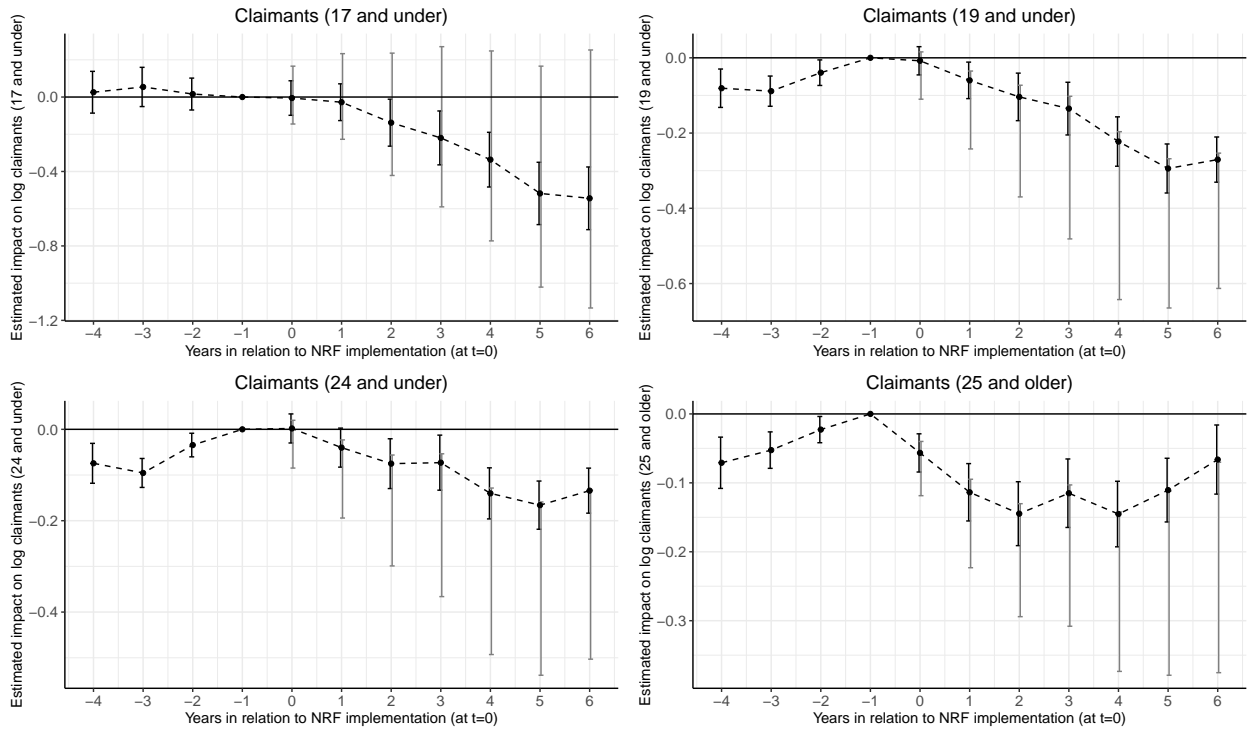 Claimants (17 and under)
Estimated impact on log claimants (17 and under)
0.0
−0.4
−0.8
−1.2
−4 −3 −2 −1 0 1 2 3 4 5 6
Years in relation to NRF implementation (at t=0)
Claimants (19 and under)
Estimated impact on log claimants (19 and under)
0.0
−0.2
−0.4
−0.6
−4 −3 −2 −1 0 1 2 3 4 5 6
Years in relation to NRF implementation (at t=0)
Claimants (24 and under)
Estimated impact on log claimants (24 and under)
0.0
−0.2
−0.4
−4 −3 −2 −1 0 1 2 3 4 5 6
Years in relation to NRF implementation (at t=0)
Claimants (25 and older)
Estimated impact on log claimants (25 and older)
0.0
−0.1
−0.2
−0.3
−4 −3 −2 −1 0 1 2 3 4 5 6
Years in relation to NRF implementation (at t=0)